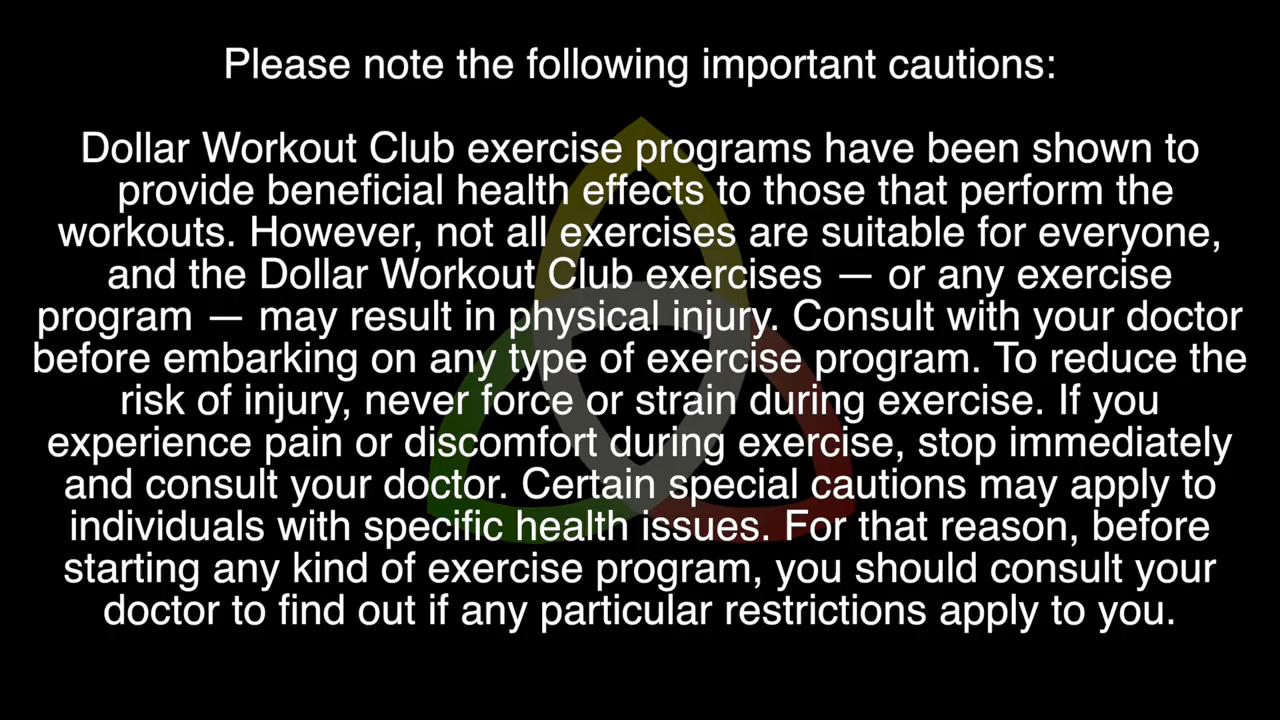 Please note the following important cautions:
Dollar Workout Club exercise programs have been shown to
provide beneficial health effects to those that perform the
workouts. However, not all exercises are suitable for everyone,
and the Dollar Workout Club exercises — or any exercise
program — may result in physical injury. Consult with your doctor
before embarking on any type of exercise program. To reduce the
risk of injury, never force or strain during exercise. If you
experience pain or discomfort during exercise, stop immediately
and consult your doctor. Certain special cautions may apply to
individuals with specific health issues. For that reason, before
starting any kind of exercise program, you should consult your
doctor to find out if any particular restrictions apply to you.